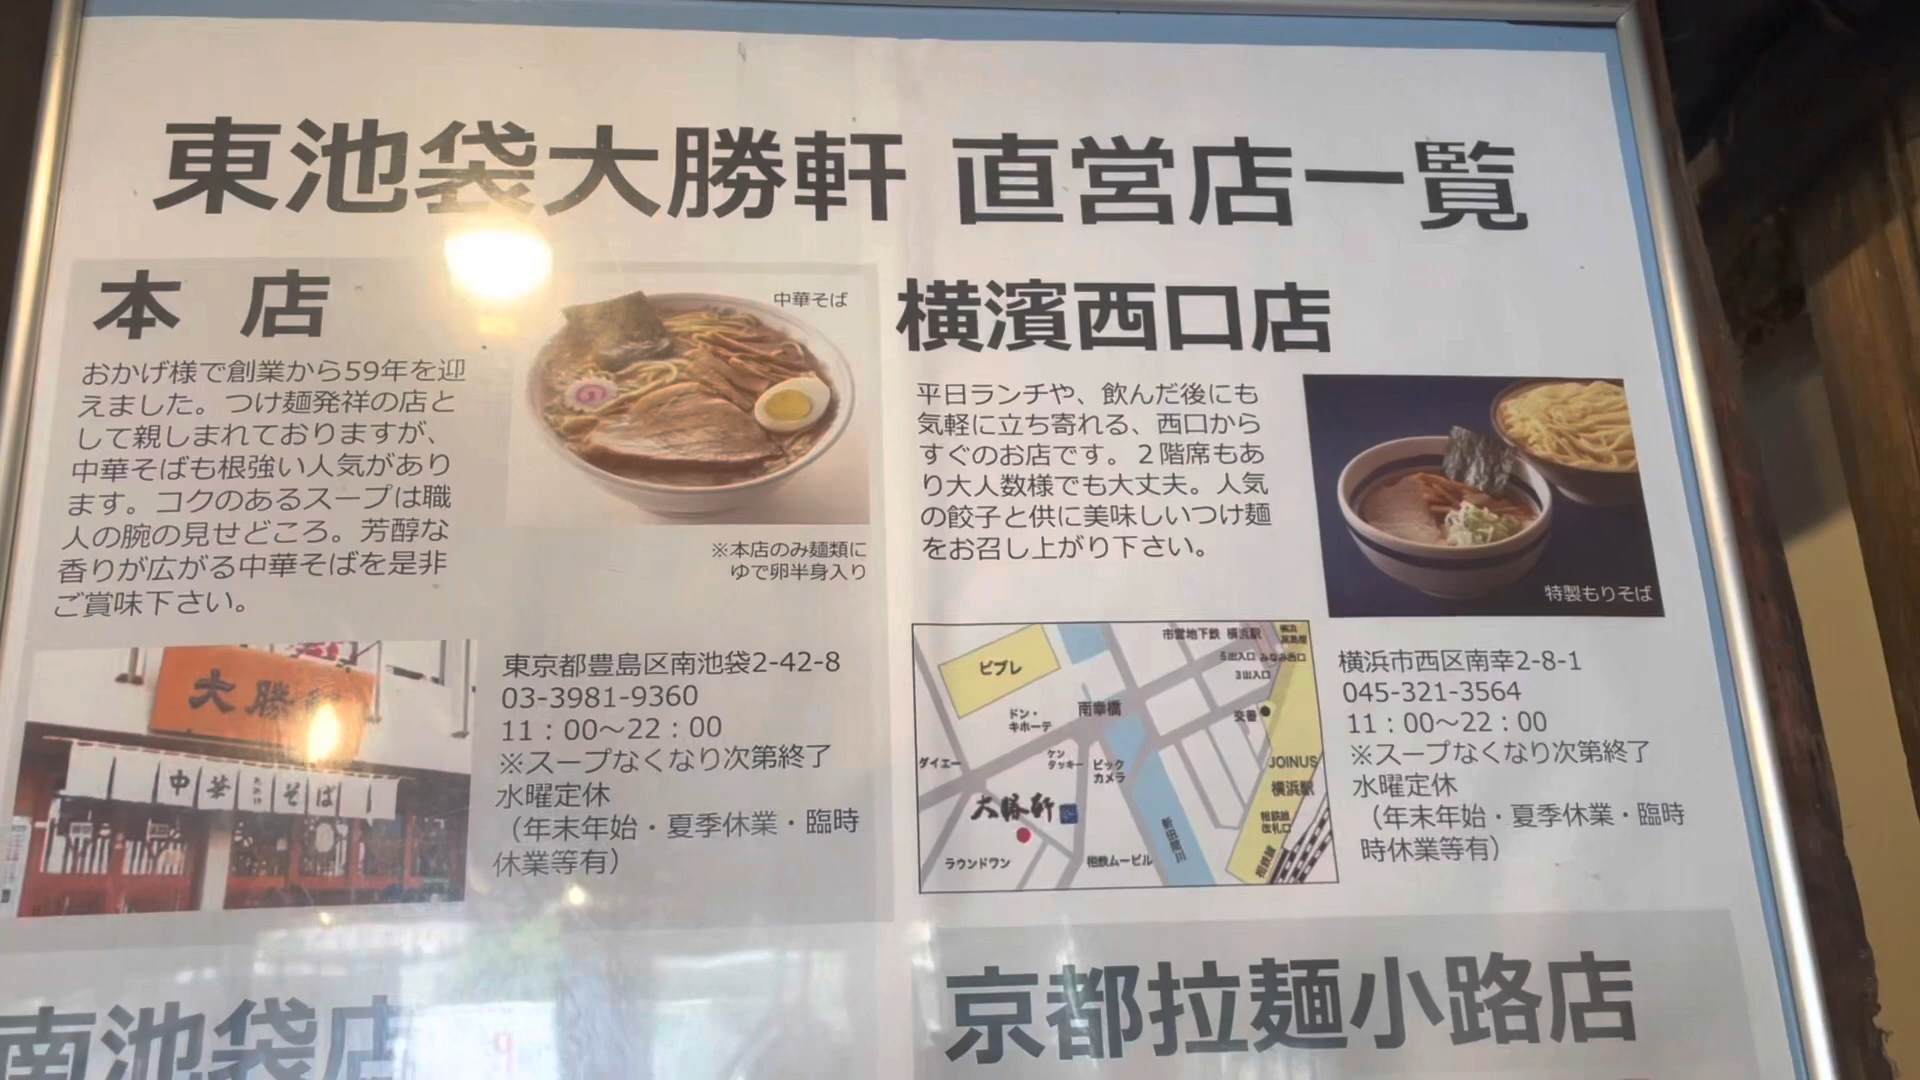 東池袋大勝軒 直営店一覧
本 店
おかげ様で創業から59年を迎
えました。つけ麺発祥の店と
して親しまれておりますが、
中華そばも根強い人気があり
ます。コクのあるスープは職
人の腕の見せどころ。芳醇な
香りが広がる中華そばを是非
ご賞味下さい。
中華そば
※本店のみ麺類に
ゆで卵半身入り
大勝
中華そば
東京都豊島区南池袋2-42-8
03-3981-9360
11：00～22：00
※スープなくなり次第終了
水曜定休
（年末年始・夏季休業・臨時
休業等有）
横濱西口店
平日ランチや、飲んだ後にも
気軽に立ち寄れる、西口から
すぐのお店です。２階席もあ
り大人数様でも大丈夫。人気
の餃子と供に美味しいつけ麺
をお召し上がり下さい。
特製もりそば
市営地下鉄 横浜駅
5出入口 みなみ西口
3出入口
ビブレ
ドン・
キホーテ
南幸橋
交番
ダイエー
ケン
タッキー
ビック
カメラ
JOINUS
横浜駅
大勝軒
相鉄線
改札口
新田間川
ラウンドワン
相鉄ムービル
相鉄線
横浜市西区南幸2-8-1
045-321-3564
11：00～22：00
※スープなくなり次第終了
水曜定休
（年末年始・夏季休業・臨時
時休業等有）
南池袋店
京都拉麺小路店